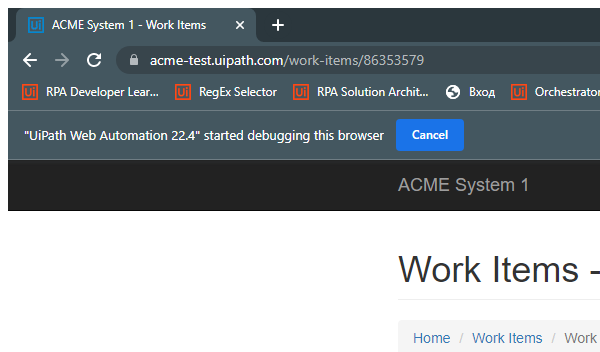 ACME System 1 - Work Items
acme-test.uipath.com/work-items/86353579
RPA Developer Lear... RegEx Selector RPA Solution Archit... Вход Orchestrator
"UiPath Web Automation 22.4" started debugging this browser Cancel
ACME System 1
Work Items -
Home / Work Items / Work